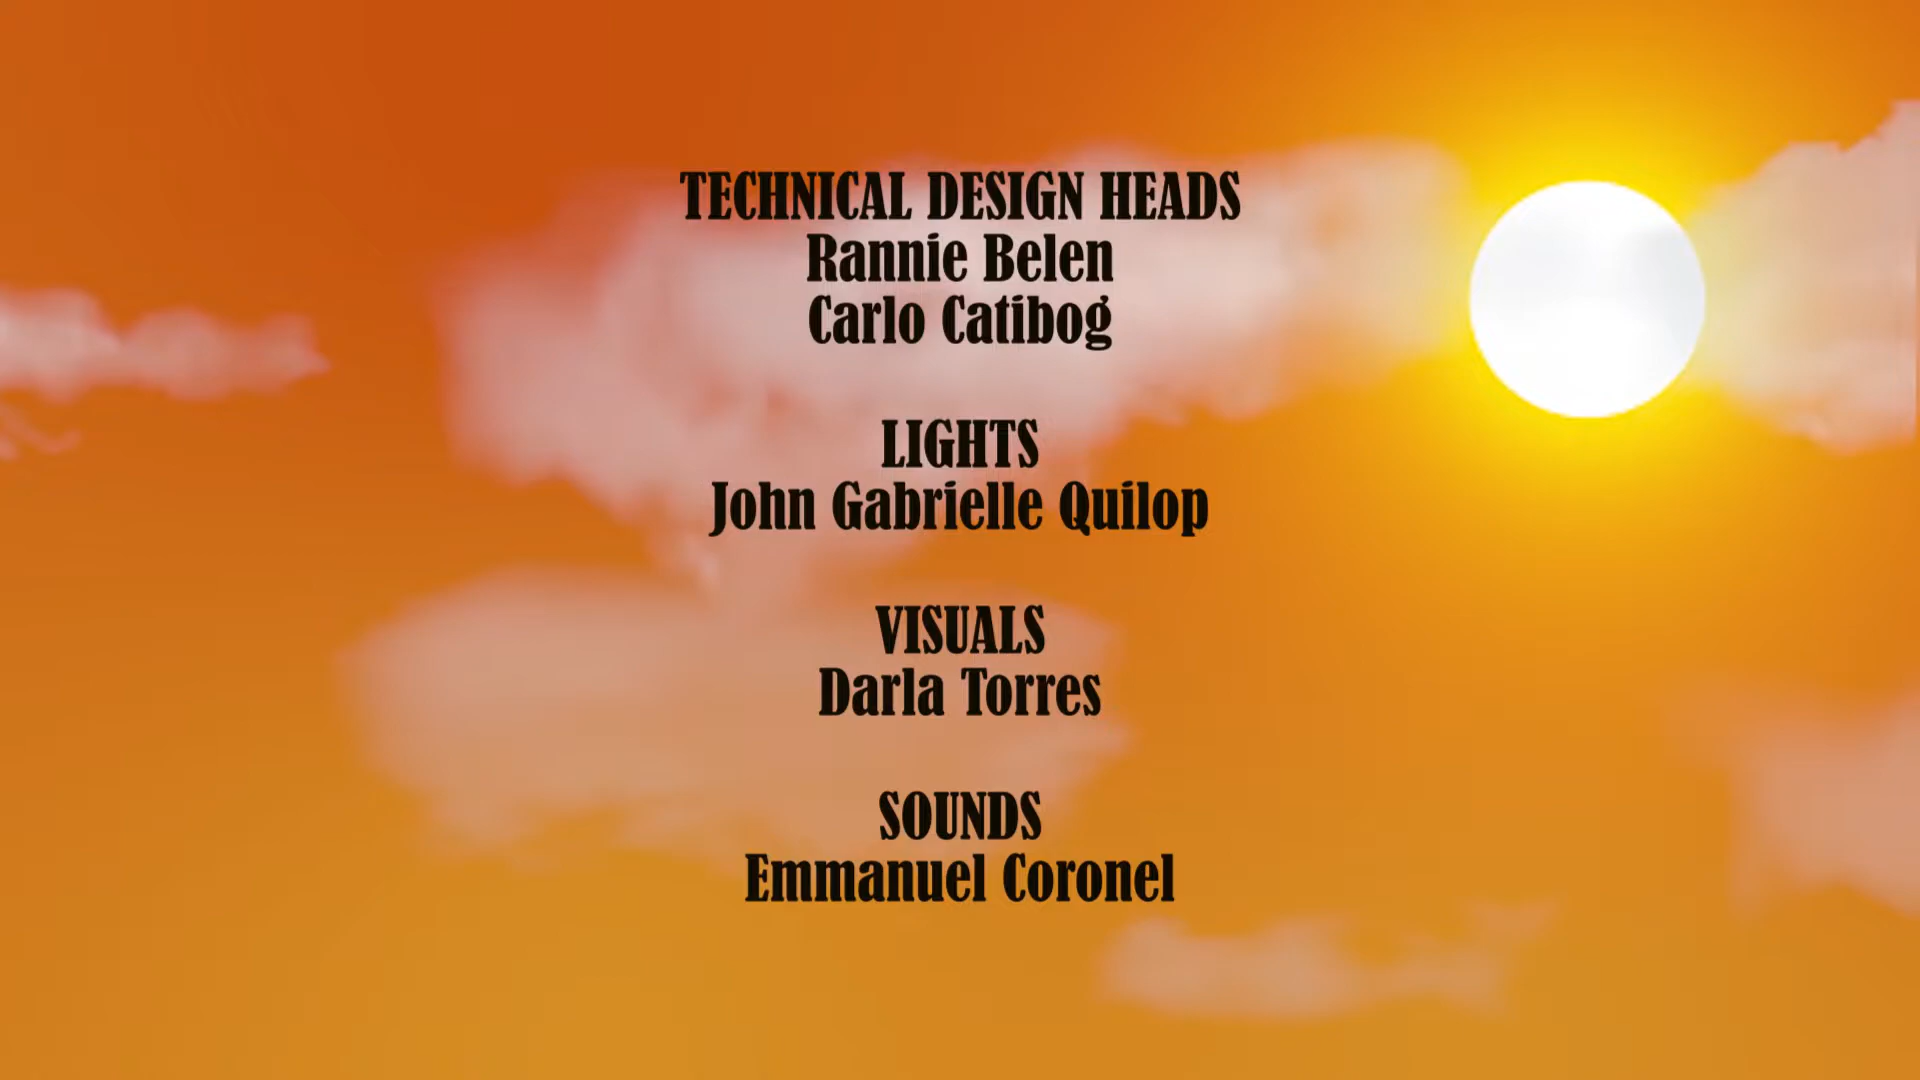 TECHNICAL DESIGN HEADS
Rannie Belen
Carlo Catibog
LIGHTS
John Gabrielle Quilop
VISUALS
Darla Torres
SOUNDS
Emmanuel Coronel